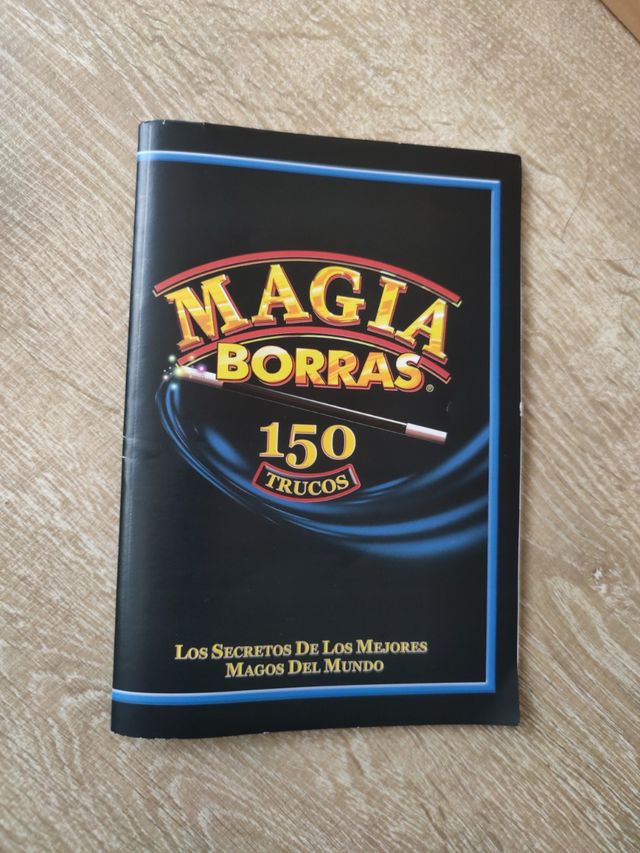 MAGIA
BORRAS®
150
TRUCOS
LOS SECRETOS DE LOS MEJORES
MAGOS DEL MUNDO